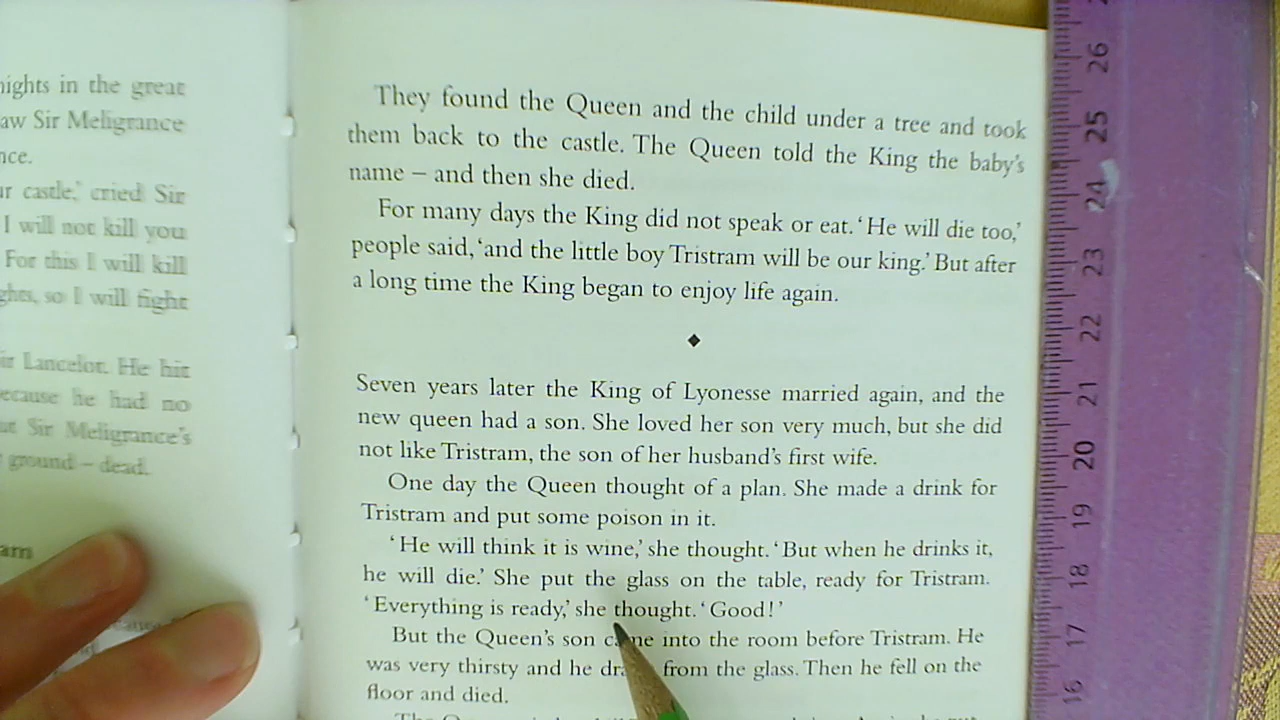 nights in the great
aw Sir Meligrance
nce.
ur castle,' cried Sir
I will not kill you
For this I will kill
ghts, so I will fight
ir Lancelot. He hit
ecause he had no
ut Sir Meligrance's
ground – dead.
am
They found the Queen and the child under a tree and took
them back to the castle. The Queen told the King the baby's
name – and then she died.
For many days the King did not speak or eat. 'He will die too,'
people said, 'and the little boy Tristram will be our king.' But after
a long time the King began to enjoy life again.
Seven years later the King of Lyonesse married again, and the
new queen had a son. She loved her son very much, but she did
not like Tristram, the son of her husband's first wife.
One day the Queen thought of a plan. She made a drink for
Tristram and put some poison in it.
'He will think it is wine,' she thought. 'But when he drinks it,
he will die.' She put the glass on the table, ready for Tristram.
'Everything is ready,' she thought. 'Good!'
But the Queen's son came into the room before Tristram. He
was very thirsty and he from the glass. Then he fell on the
floor and died.
26
25
24
23
22
21
20
19
18
17
16